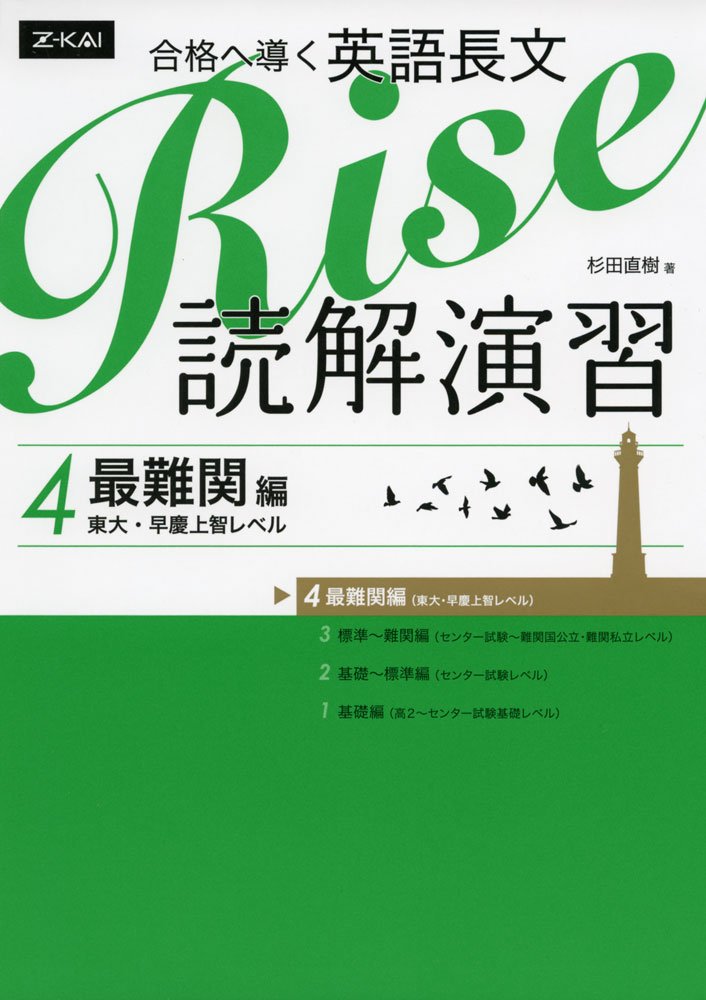 Z-KAI
合格へ導く英語長文
Rise
杉田直樹 著
読解演習
4 最難関 編
東大・早慶上智レベル
▶ 4 最難関編（東大・早慶上智レベル）
3 標準〜難関編（センター試験〜難関国公立・難関私立レベル）
2 基礎〜標準編（センター試験レベル）
1 基礎編（高2〜センター試験基礎レベル）